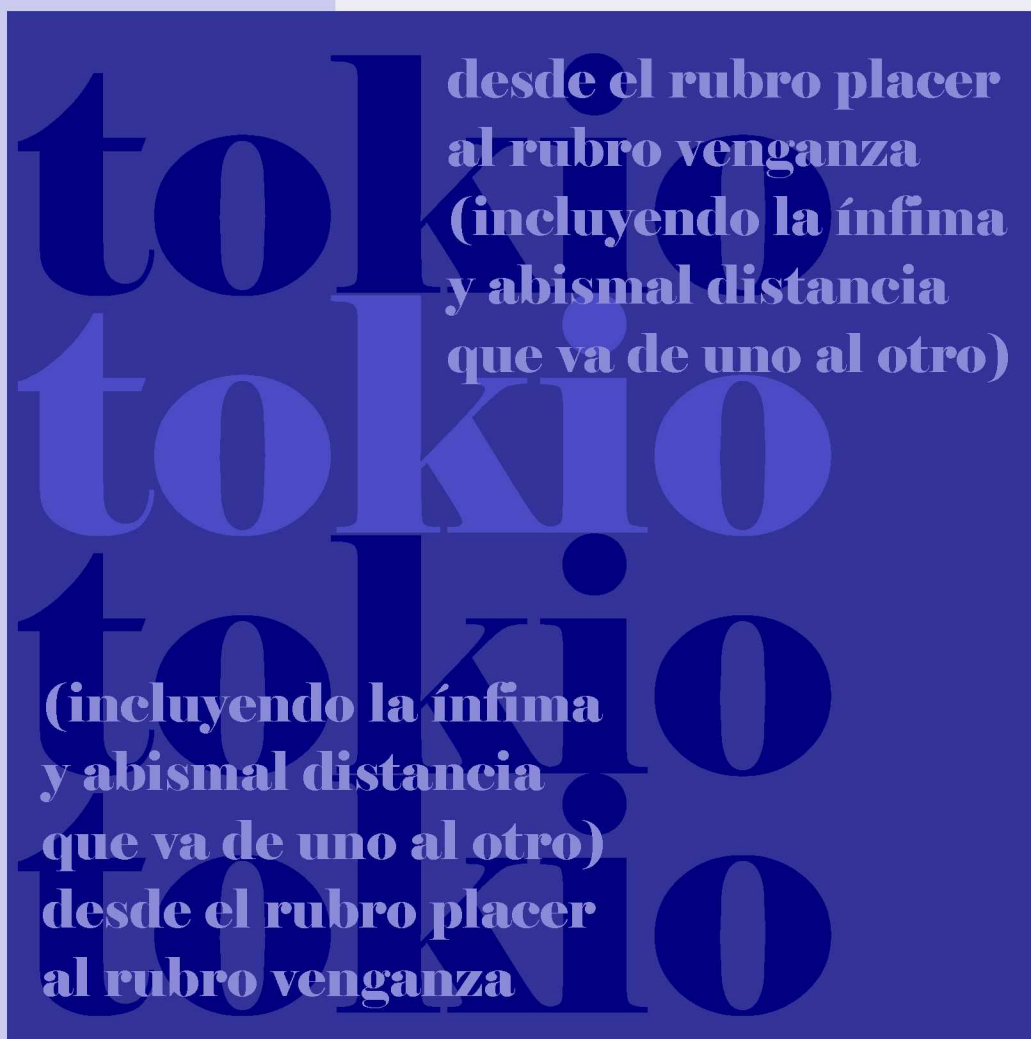 tokio
desde el rubro placer
al rubro venganza
(incluyendo la ínfima
y abismal distancia
que va de uno al otro)
tokio
tokio
(incluyendo la ínfima
y abismal distancia
que va de uno al otro)
desde el rubro placer
al rubro venganza
tokio